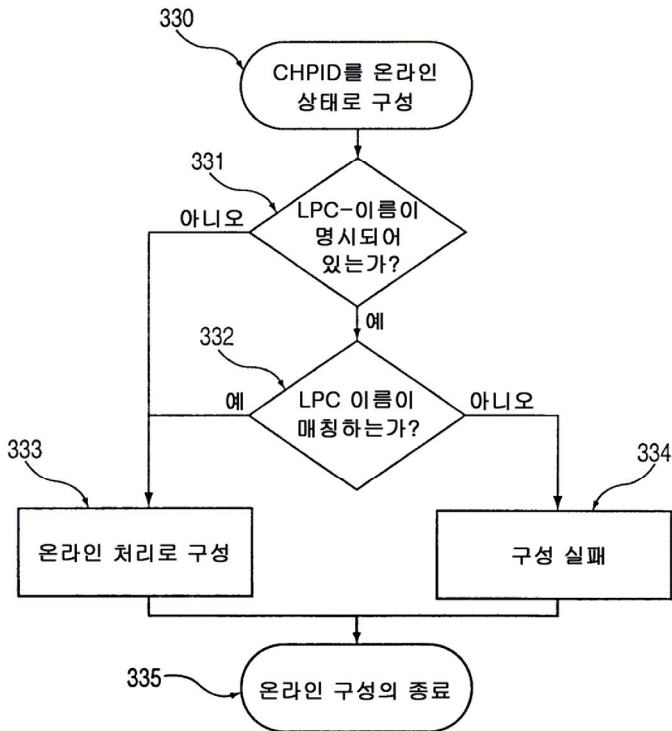 330
CHPID를 온라인
상태로 구성
331
LPC-이름이
명시되어
있는가?
아니오
예
332
LPC 이름이
매칭하는가?
예
아니오
333
온라인 처리로 구성
334
구성 실패
335
온라인 구성의 종료